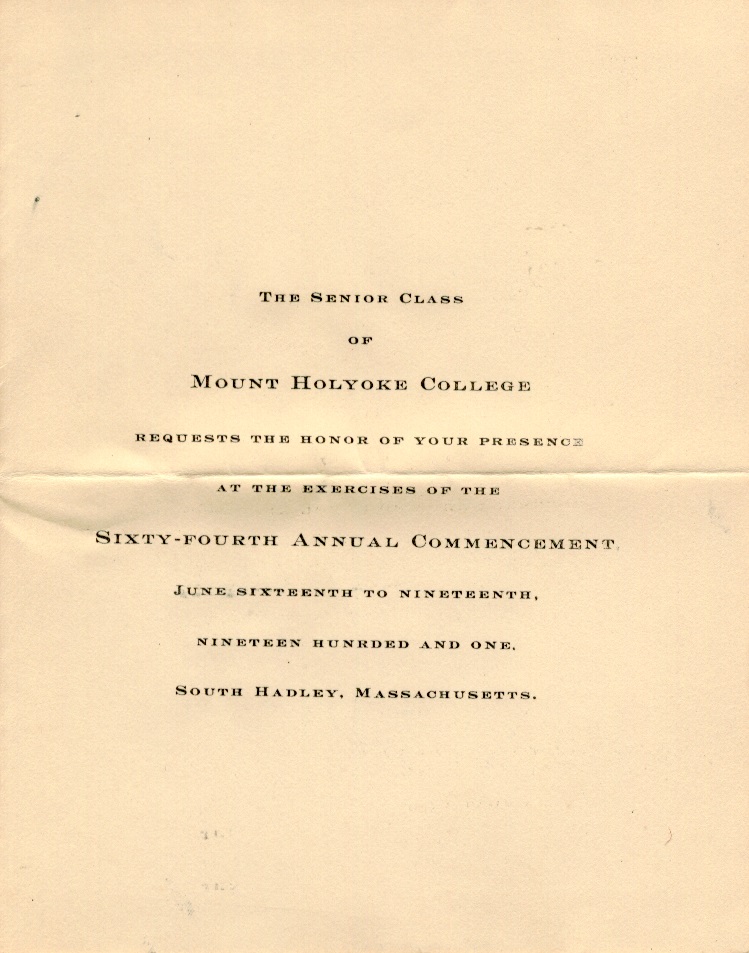 The Senior Class
of
Mount Holyoke College
requests the honor of your presence
at the exercises of the
Sixty-fourth Annual Commencement
June sixteenth to nineteenth,
nineteen hunrded and one.
South Hadley, Massachusetts.